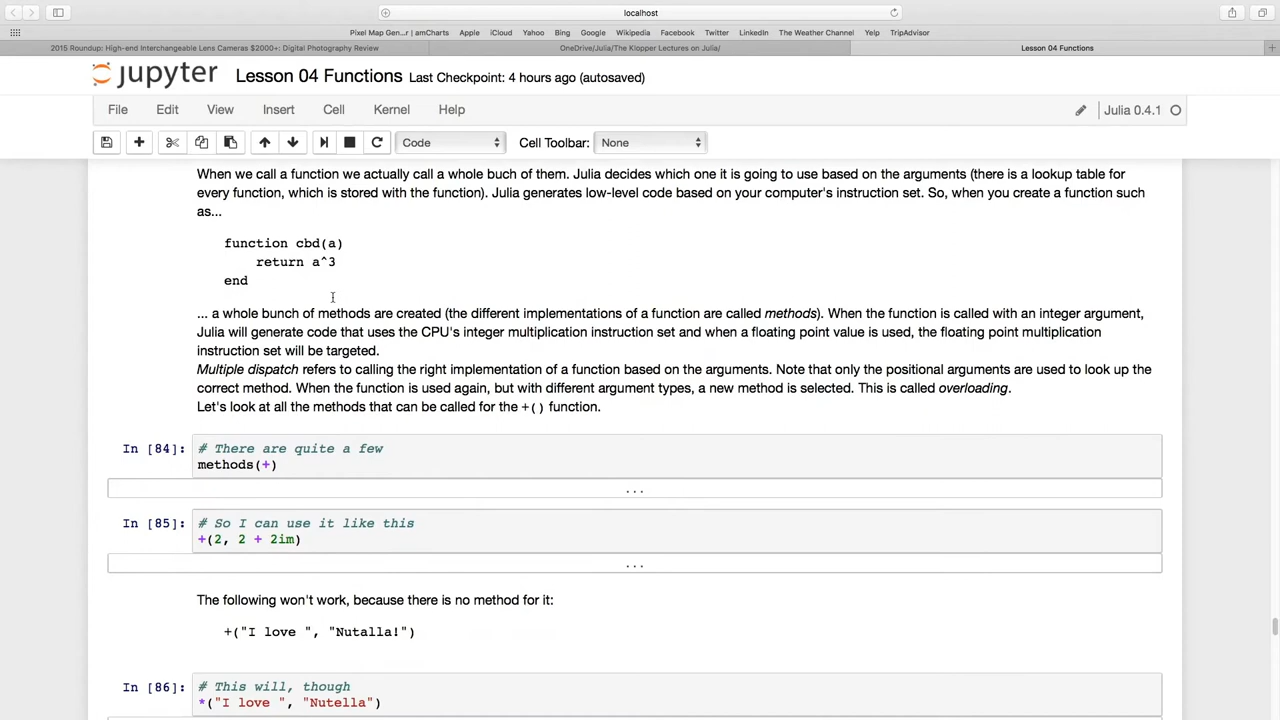 localhost
Pixel Map Gen...r | amCharts Apple iCloud Yahoo Bing Google Wikipedia Facebook Twitter LinkedIn The Weather Channel Yelp TripAdvisor
2015 Roundup: High-end Interchangeable Lens Cameras $2000+: Digital Photography Review OneDrive/Julia/The Klopper Lectures on Julia/ Lesson 04 Functions
jupyter Lesson 04 Functions Last Checkpoint: 4 hours ago (autosaved)
File Edit View Insert Cell Kernel Help Julia 0.4.1
Code Cell Toolbar: None
When we call a function we actually call a whole buch of them. Julia decides which one it is going to use based on the arguments (there is a lookup table for
every function, which is stored with the function). Julia generates low-level code based on your computer's instruction set. So, when you create a function such
as...
function cbd(a)
return a^3
end
... a whole bunch of methods are created (the different implementations of a function are called methods). When the function is called with an integer argument,
Julia will generate code that uses the CPU's integer multiplication instruction set and when a floating point value is used, the floating point multiplication
instruction set will be targeted.
Multiple dispatch refers to calling the right implementation of a function based on the arguments. Note that only the positional arguments are used to look up the
correct method. When the function is used again, but with different argument types, a new method is selected. This is called overloading.
Let's look at all the methods that can be called for the +() function.
In [84]: # There are quite a few
methods(+)
...
In [85]: # So I can use it like this
+(2, 2 + 2im)
...
The following won't work, because there is no method for it:
+("I love ", "Nutalla!")
In [86]: # This will, though
*("I love ", "Nutella")